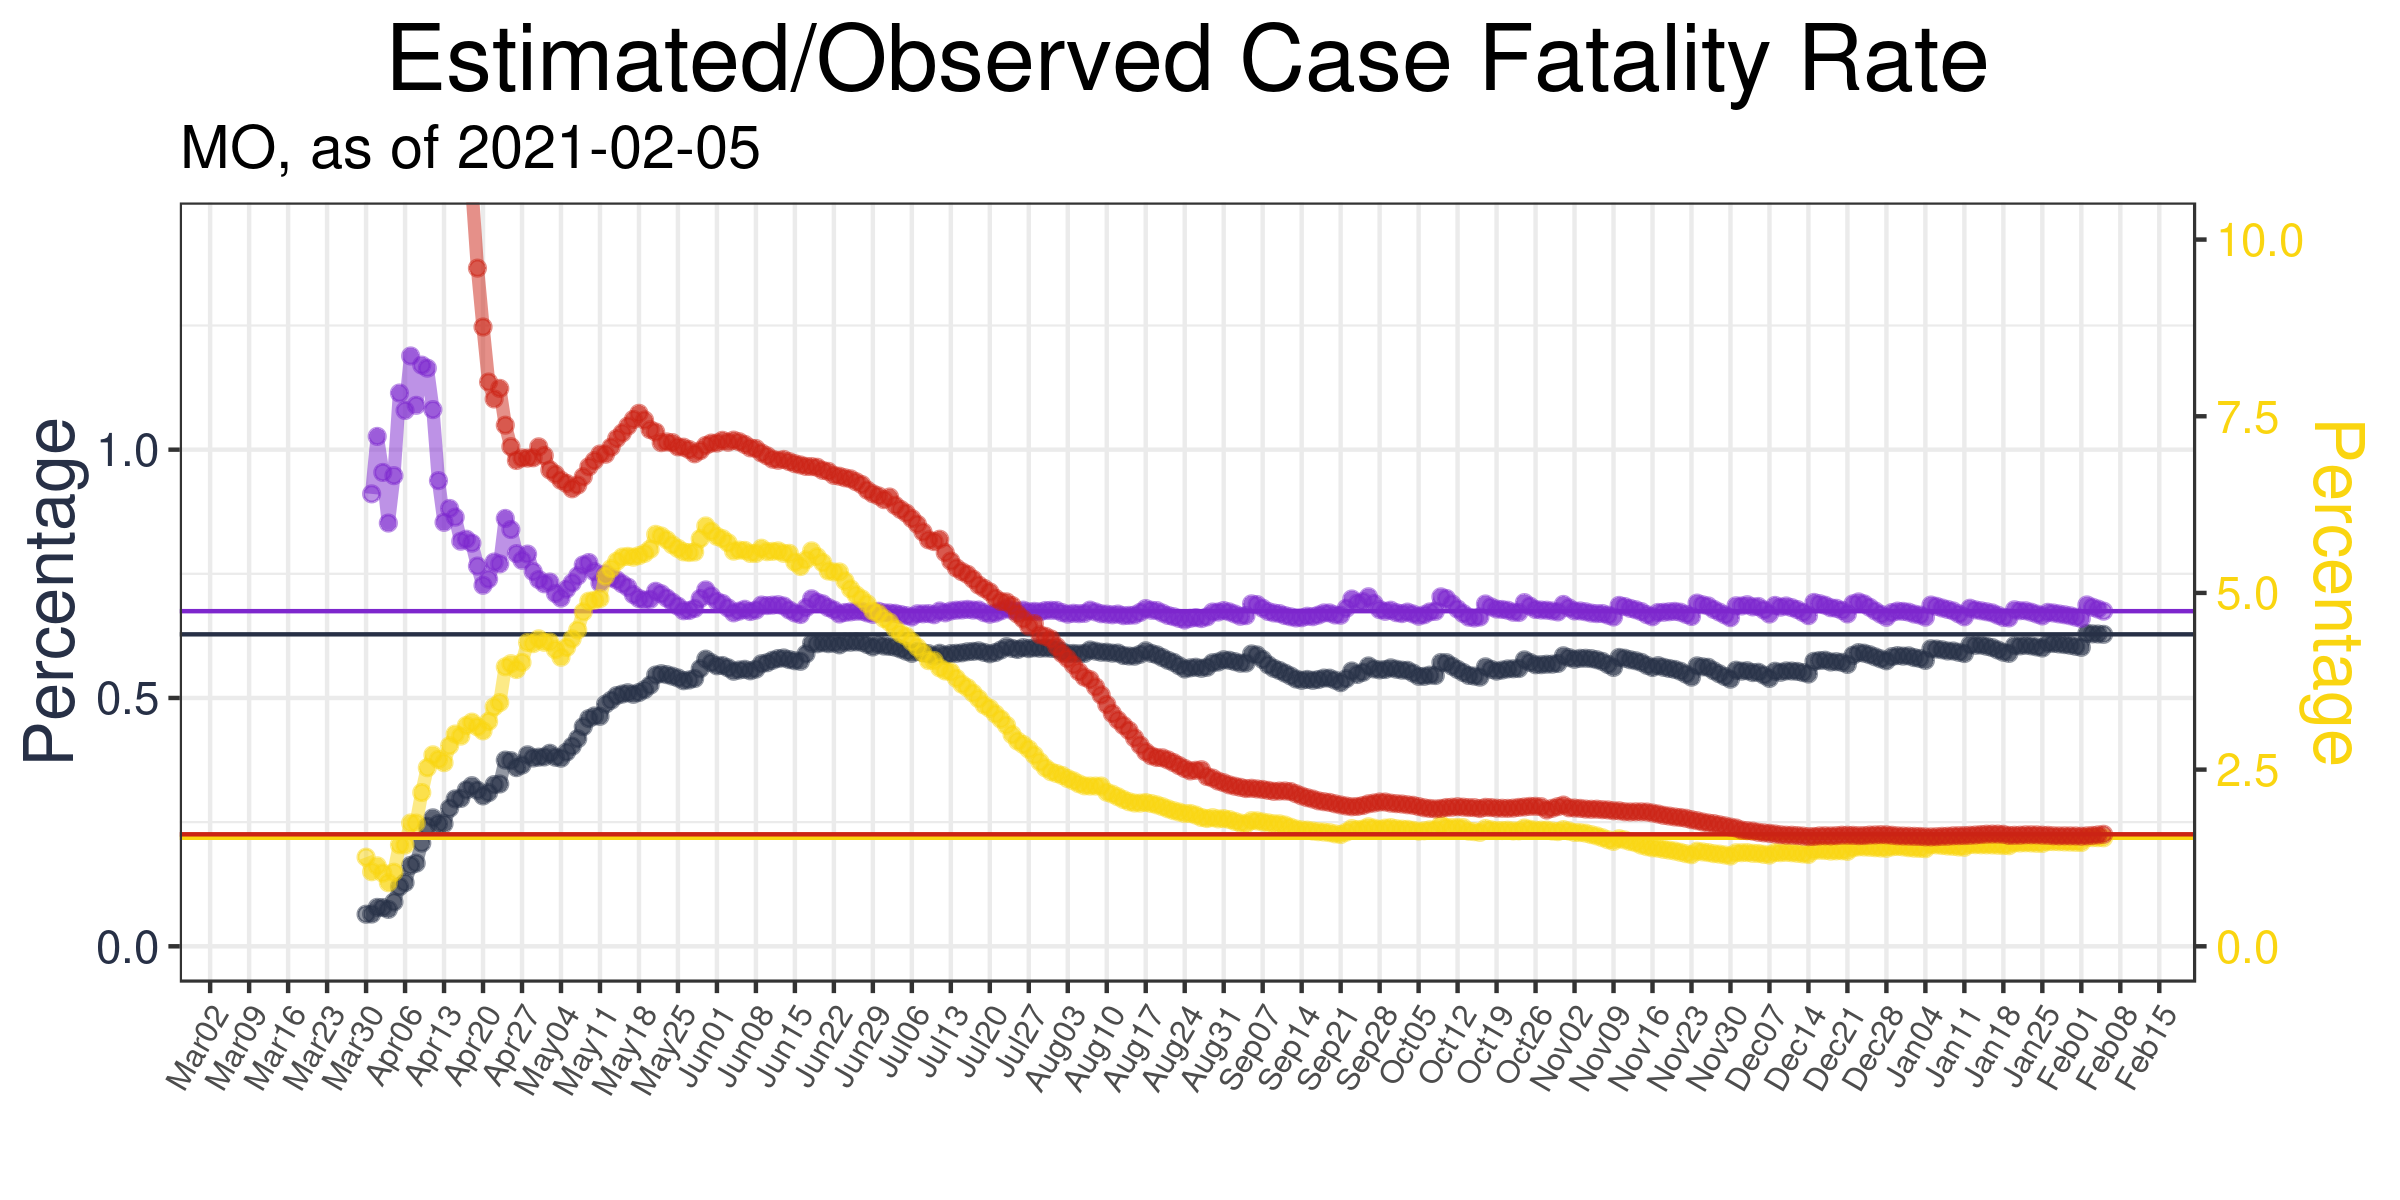 Estimated/Observed Case Fatality Rate
MO, as of 2021-02-05
Percentage
1.0
0.5
0.0
10.0
7.5
5.0
2.5
0.0
Percentage
Mar02 Mar09 Mar16 Mar23 Mar30 Apr06 Apr13 Apr20 Apr27 May04 May11 May18 May25 Jun01 Jun08 Jun15 Jun22 Jun29 Jul06 Jul13 Jul20 Jul27 Aug03 Aug10 Aug17 Aug24 Aug31 Sep07 Sep14 Sep21 Sep28 Oct05 Oct12 Oct19 Oct26 Nov02 Nov09 Nov16 Nov23 Nov30 Dec07 Dec14 Dec21 Dec28 Jan04 Jan11 Jan18 Jan25 Feb01 Feb08 Feb15